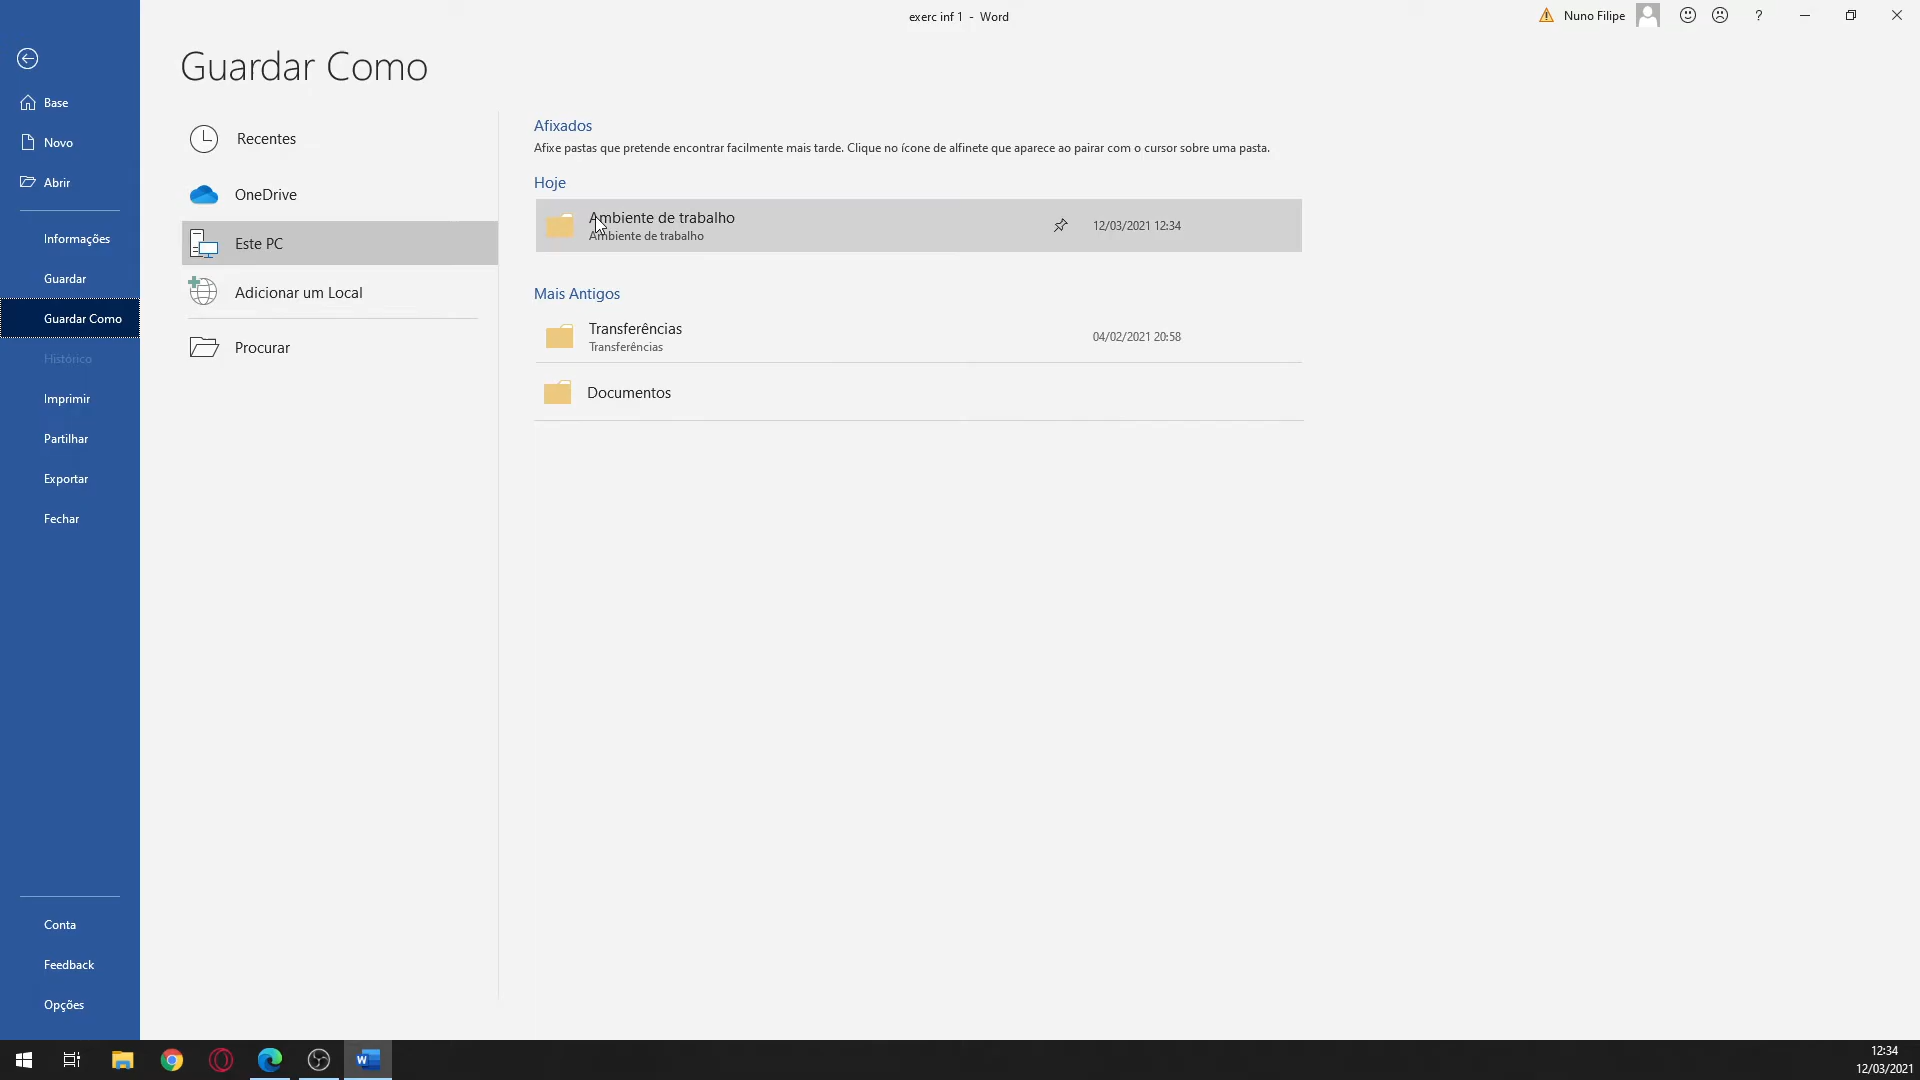 exerc inf 1 - Word
Nuno Filipe
?
Guardar Como
Base
Novo
Abrir
Informações
Guardar
Guardar Como
Histórico
Imprimir
Partilhar
Exportar
Fechar
Conta
Feedback
Opções
Recentes
OneDrive
Este PC
Adicionar um Local
Procurar
Afixados
Afixe pastas que pretende encontrar facilmente mais tarde. Clique no ícone de alfinete que aparece ao pairar com o cursor sobre uma pasta.
Hoje
Ambiente de trabalho
Ambiente de trabalho
12/03/2021 12:34
Mais Antigos
Transferências
Transferências
04/02/2021 20:58
Documentos
W
12:34
12/03/2021